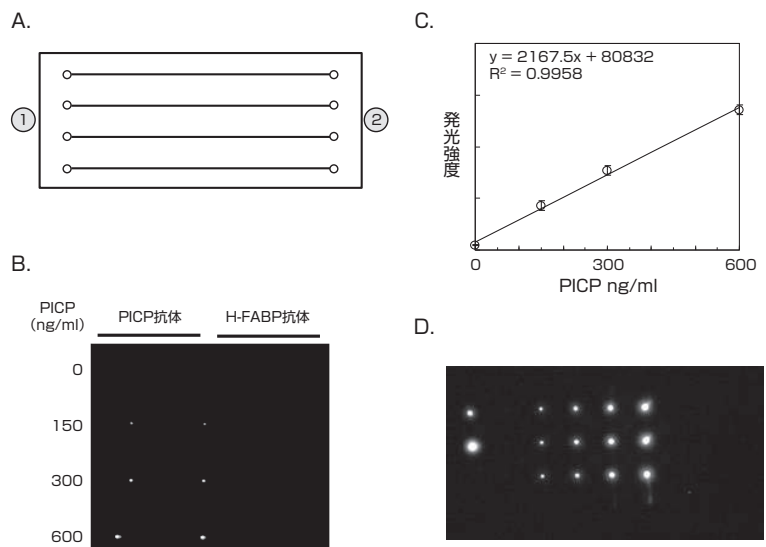 A.
①
②
B.
PICP
(ng/ml)
PICP抗体
H-FABP抗体
0
150
300
600
C.
y = 2167.5x + 80832
R² = 0.9958
発光強度
0
300
600
PICP ng/ml
D.